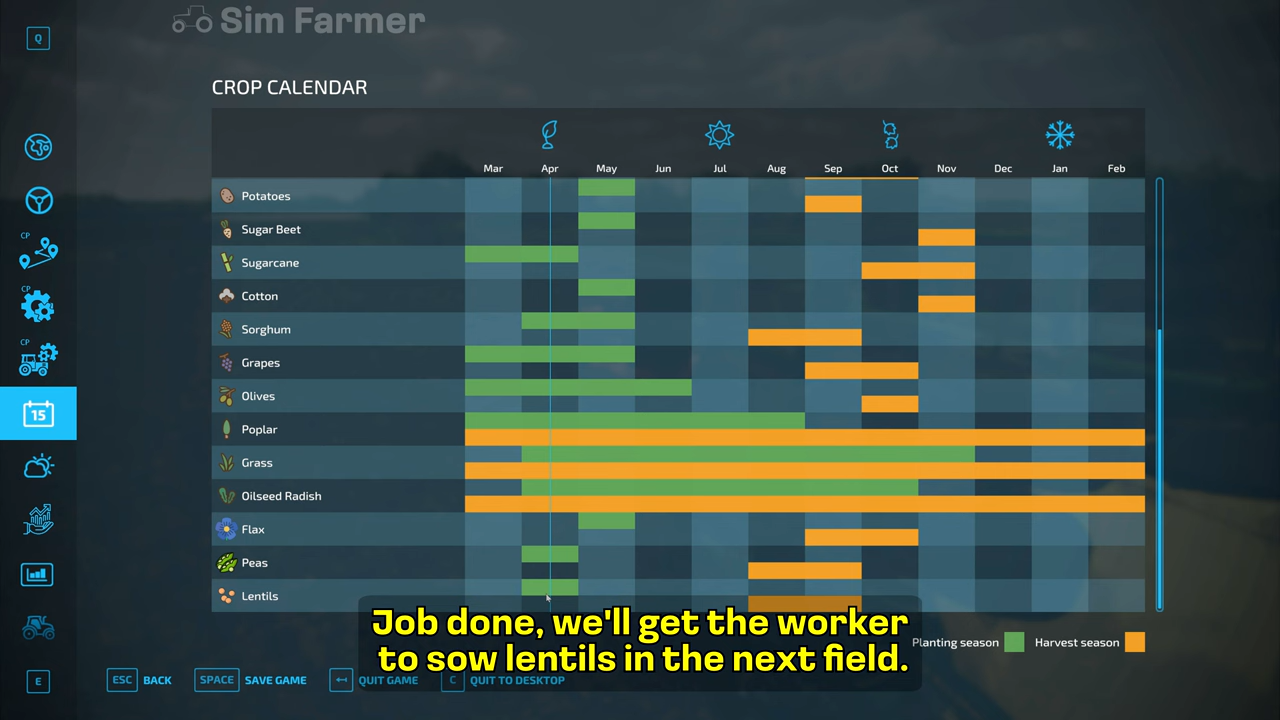 Sim Farmer
Q
CROP CALENDAR
Mar Apr May Jun Jul Aug Sep Oct Nov Dec Jan Feb
Potatoes
Sugar Beet
Sugarcane
Cotton
Sorghum
Grapes
Olives
Poplar
Grass
Oilseed Radish
Flax
Peas
Lentils
CP
CP
CP
15
E
Job done, we'll get the worker
to sow lentils in the next field.
Planting season Harvest season
ESC BACK SPACE SAVE GAME QUIT GAME C QUIT TO DESKTOP